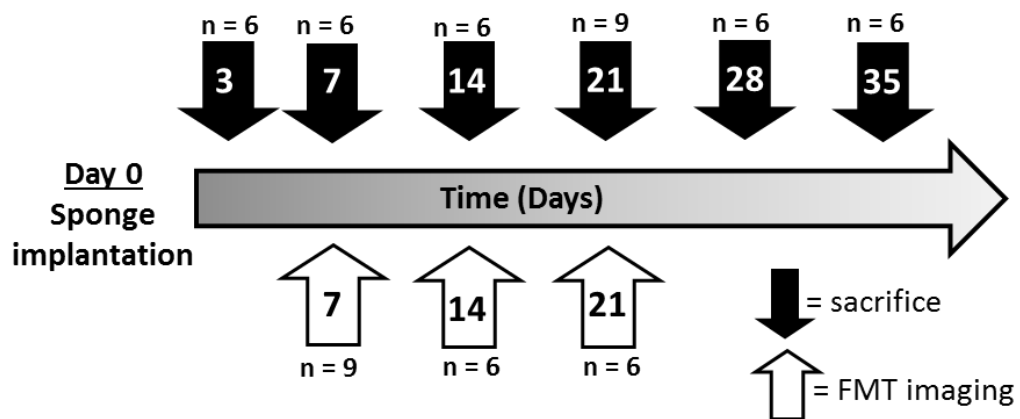 n = 6
n = 6
n = 6
n = 9
n = 6
n = 6
3
7
14
21
28
35
Day 0
Sponge
implantation
Time (Days)
7
14
21
n = 9
n = 6
n = 6
= sacrifice
= FMT imaging